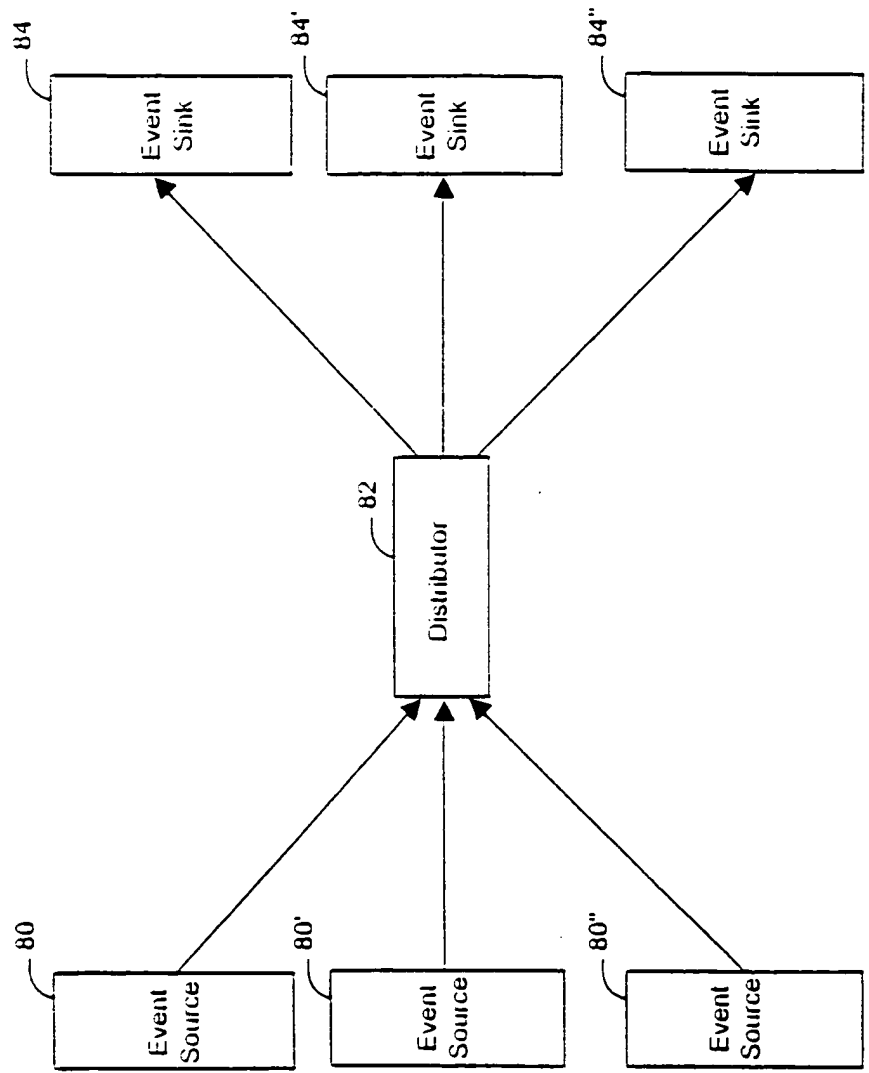 80
Event
Source
80'
Event
Source
80"
Event
Source
82
Distributor
84
Event
Sink
84'
Event
Sink
84"
Event
Sink